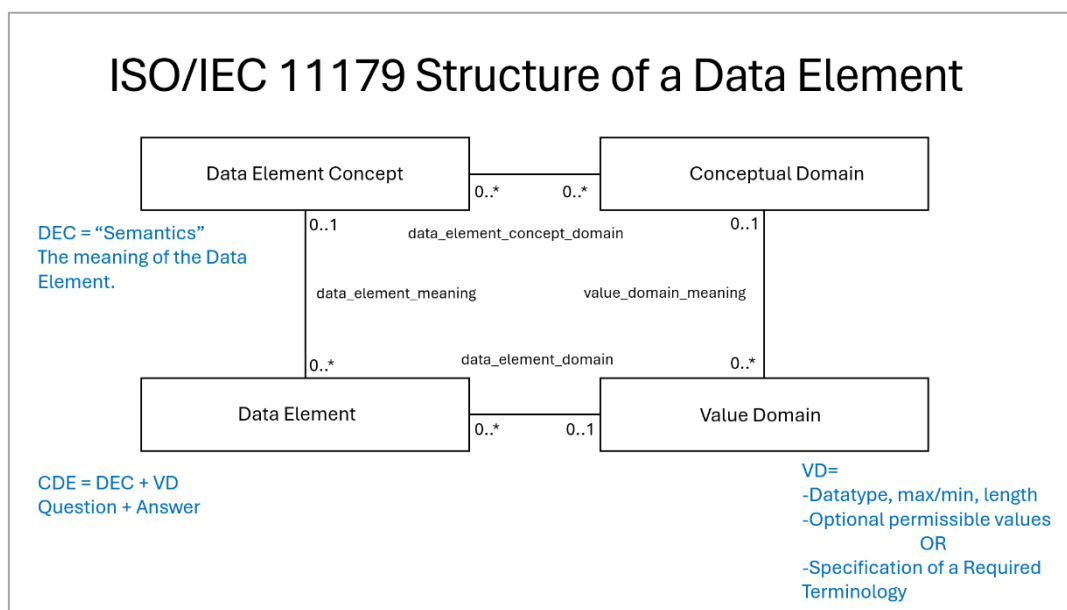 ISO/IEC 11179 Structure of a Data Element
Data Element Concept
Conceptual Domain
0..*
0..*
DEC = “Semantics”
The meaning of the Data
Element.
0..1
data_element_concept_domain
0..1
data_element_meaning
value_domain_meaning
0..*
data_element_domain
0..*
Data Element
Value Domain
0..*
0..1
CDE = DEC + VD
Question + Answer
VD=
-Datatype, max/min, length
-Optional permissible values
OR
-Specification of a Required
Terminology